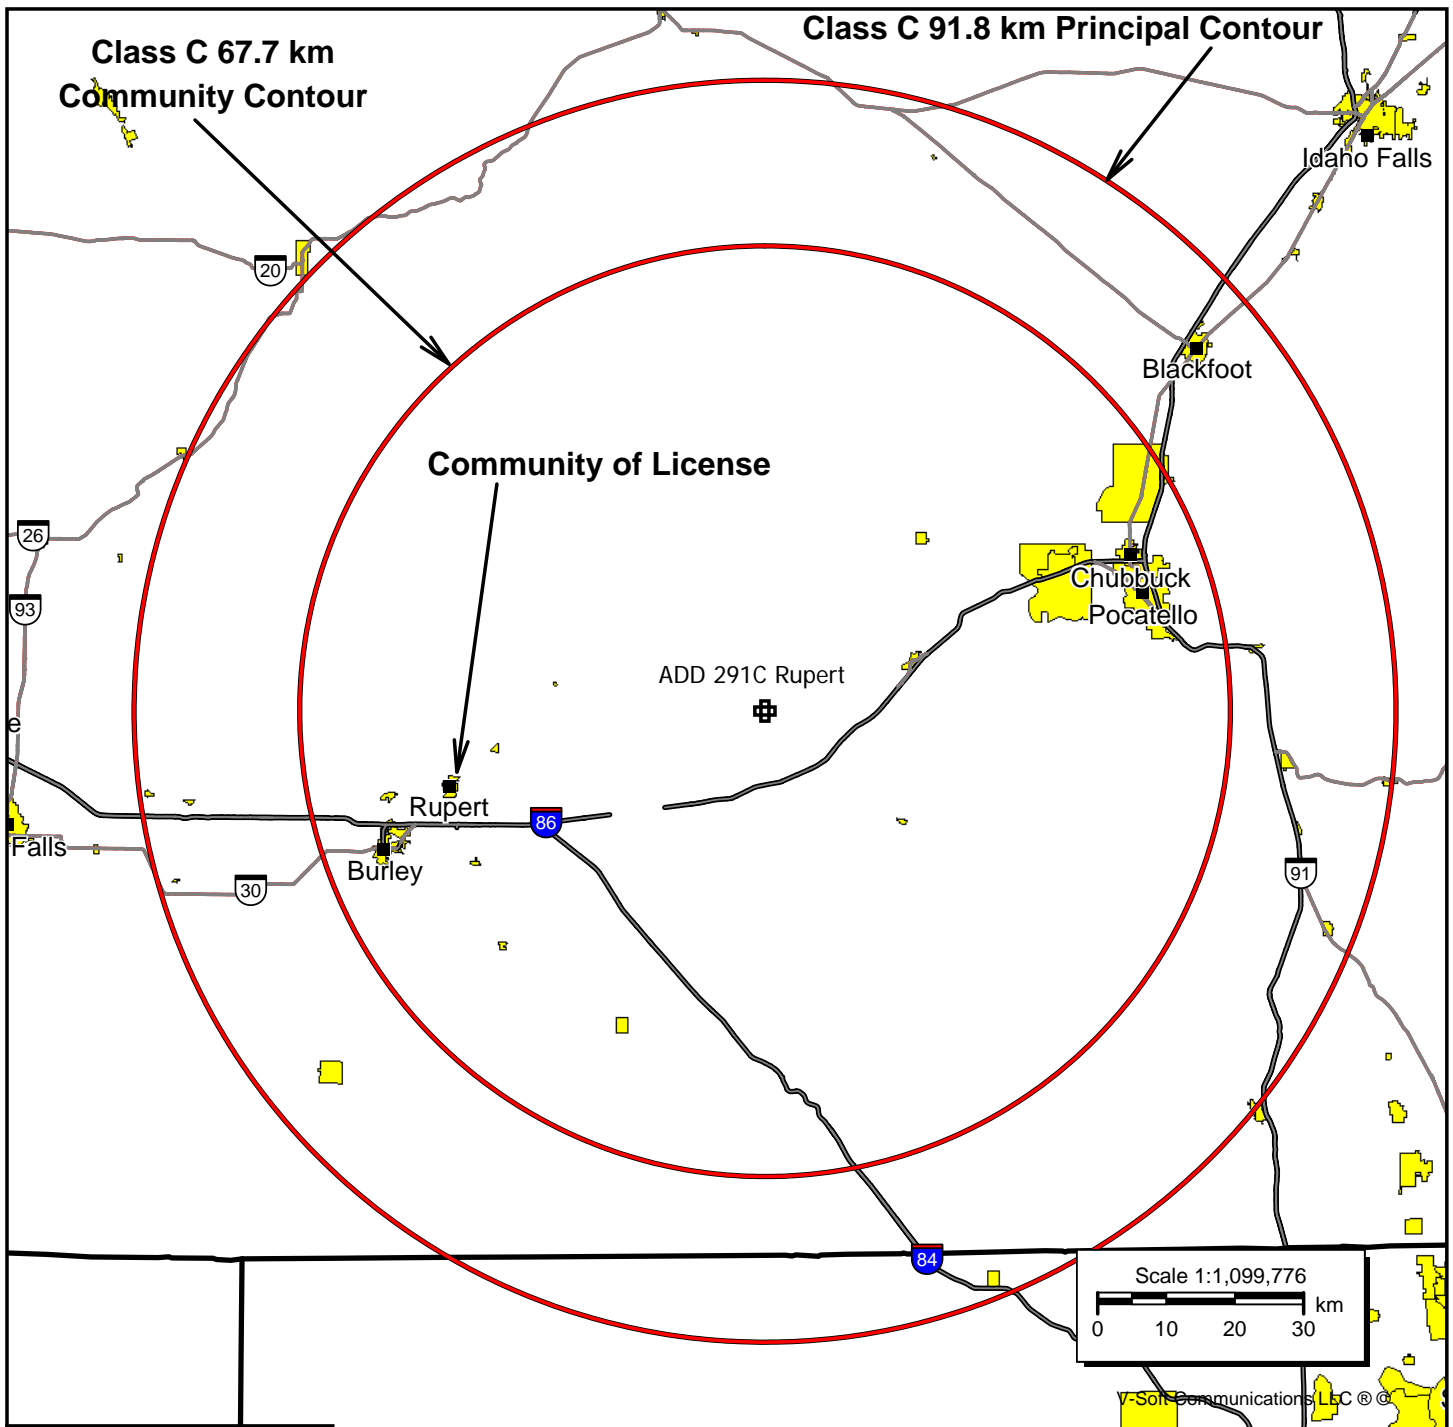 Class C 91.8 km Principal Contour
Class C 67.7 km
Community Contour
Idaho Falls
20
Blackfoot
Community of License
26
Chubbuck
93
Pocatello
ADD 291C Rupert
e
Rupert
86
Falls
Burley
91
30
84
Scale 1:1,099,776
km
0 10 20 30
V-Soft Communications LLC ® ©